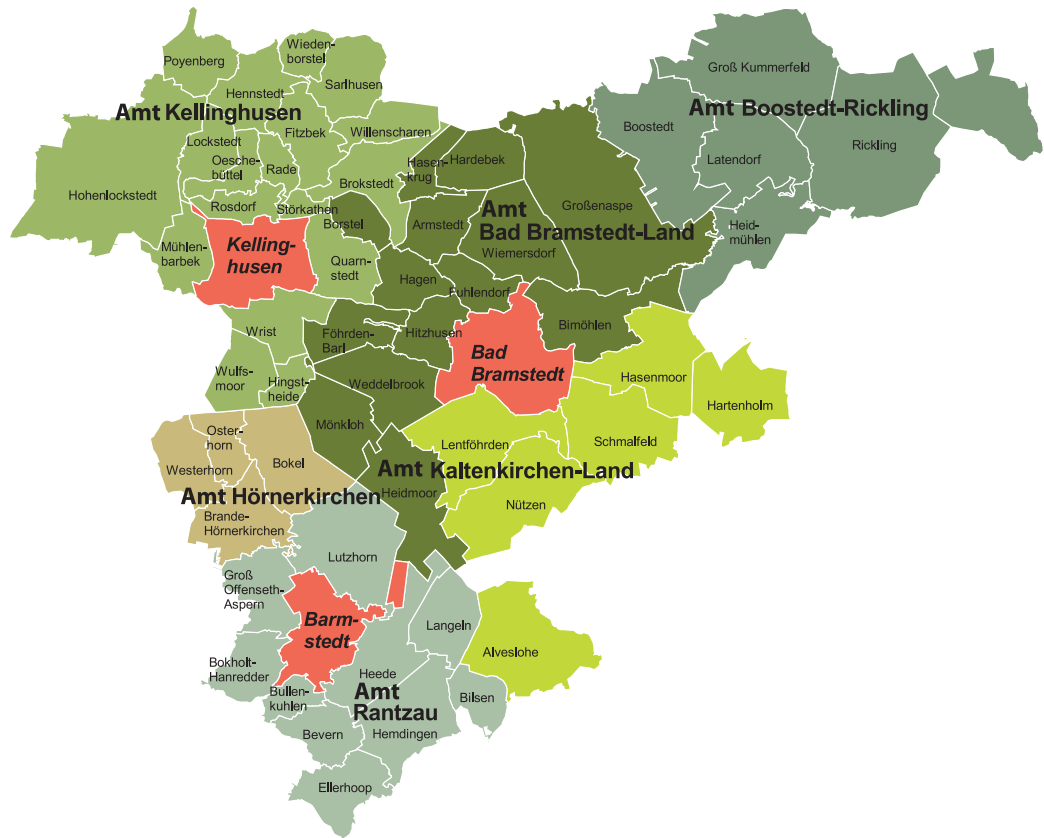 Poyenberg
Wieden-
borstel
Sarlhusen
Hennstedt
Amt Kellinghusen
Fitzbek
Willenscharen
Lockstedt
Oesche-
büttel
Rade
Hohenlockstedt
Brokstedt
Rosdorf
Störkathen
Mühlen-
barbek
Kelling-
husen
Borstel
Quarn-
stedt
Wrist
Wulfs-
moor
Hingst-
heide
Groß Kummerfeld
Amt Boostedt-Rickling
Boostedt
Latendorf
Rickling
Heid-
mühlen
Hasen-
krug
Hardebek
Großenaspe
Armstedt
Amt
Bad Bramstedt-Land
Wiemersdorf
Hagen
Fuhlendorf
Föhrden-
Barl
Hitzhusen
Bimöhlen
Bad
Bramstedt
Weddelbrook
Mönkloh
Heidmoor
Hasenmoor
Hartenholm
Lentföhrden
Schmalfeld
Amt Kaltenkirchen-Land
Nützen
Alveslohe
Oster-
horn
Westerhorn
Bokel
Amt Hörnerkirchen
Brande-
Hörnerkirchen
Lutzhorn
Groß
Offenseth-
Aspern
Barm-
stedt
Langeln
Bokholt-
Hanredder
Heede
Bullen-
kuhlen
Amt
Rantzau
Bilsen
Bevern
Hemdingen
Ellerhoop